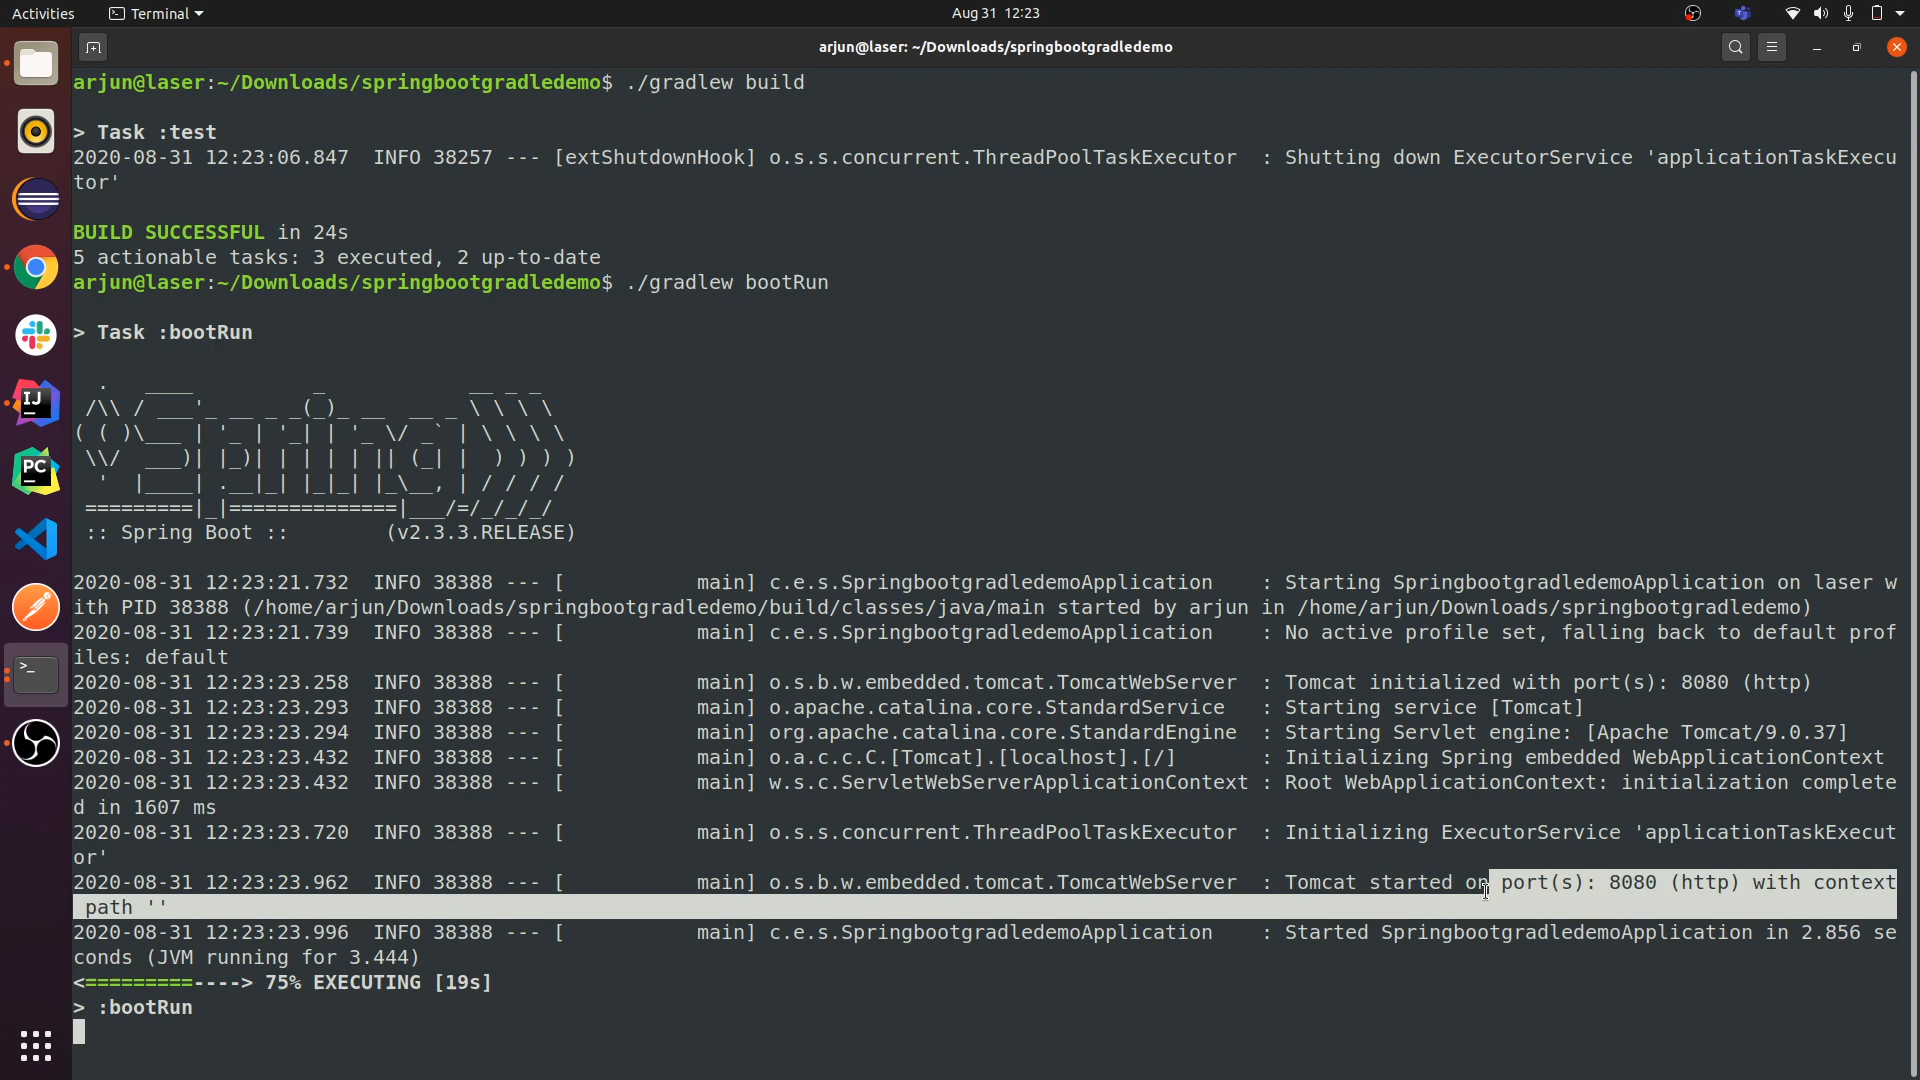 Activities
Terminal
Aug 31 12:23
arjun@laser: ~/Downloads/springbootgradledemo
arjun@laser:~/Downloads/springbootgradledemo$ ./gradlew build
> Task :test
2020-08-31 12:23:06.847  INFO 38257 --- [extShutdownHook] o.s.s.concurrent.ThreadPoolTaskExecutor  : Shutting down ExecutorService 'applicationTaskExecu
tor'
BUILD SUCCESSFUL in 24s
5 actionable tasks: 3 executed, 2 up-to-date
arjun@laser:~/Downloads/springbootgradledemo$ ./gradlew bootRun
> Task :bootRun
  .   ____          _            __ _ _
 /\\ / ___'_ __ _ _(_)_ __  __ _ \ \ \ \
( ( )\___ | '_ | '_| | '_ \/ _` | \ \ \ \
 \\/  ___)| |_)| | | | | || (_| |  ) ) ) )
  '  |____| .__|_| |_|_| |_\__, | / / / /
 =========|_|==============|___/=/_/_/_/
 :: Spring Boot ::        (v2.3.3.RELEASE)
2020-08-31 12:23:21.732  INFO 38388 --- [           main] c.e.s.SpringbootgradledemoApplication    : Starting SpringbootgradledemoApplication on laser w
ith PID 38388 (/home/arjun/Downloads/springbootgradledemo/build/classes/java/main started by arjun in /home/arjun/Downloads/springbootgradledemo)
2020-08-31 12:23:21.739  INFO 38388 --- [           main] c.e.s.SpringbootgradledemoApplication    : No active profile set, falling back to default prof
iles: default
2020-08-31 12:23:23.258  INFO 38388 --- [           main] o.s.b.w.embedded.tomcat.TomcatWebServer  : Tomcat initialized with port(s): 8080 (http)
2020-08-31 12:23:23.293  INFO 38388 --- [           main] o.apache.catalina.core.StandardService   : Starting service [Tomcat]
2020-08-31 12:23:23.294  INFO 38388 --- [           main] org.apache.catalina.core.StandardEngine  : Starting Servlet engine: [Apache Tomcat/9.0.37]
2020-08-31 12:23:23.432  INFO 38388 --- [           main] o.a.c.c.C.[Tomcat].[localhost].[/]       : Initializing Spring embedded WebApplicationContext
2020-08-31 12:23:23.432  INFO 38388 --- [           main] w.s.c.ServletWebServerApplicationContext : Root WebApplicationContext: initialization complete
d in 1607 ms
2020-08-31 12:23:23.720  INFO 38388 --- [           main] o.s.s.concurrent.ThreadPoolTaskExecutor  : Initializing ExecutorService 'applicationTaskExecut
or'
2020-08-31 12:23:23.962  INFO 38388 --- [           main] o.s.b.w.embedded.tomcat.TomcatWebServer  : Tomcat started on port(s): 8080 (http) with context
 path ''
2020-08-31 12:23:23.996  INFO 38388 --- [           main] c.e.s.SpringbootgradledemoApplication    : Started SpringbootgradledemoApplication in 2.856 se
conds (JVM running for 3.444)
<=========----> 75% EXECUTING [19s]
> :bootRun
IJ
PC
>_